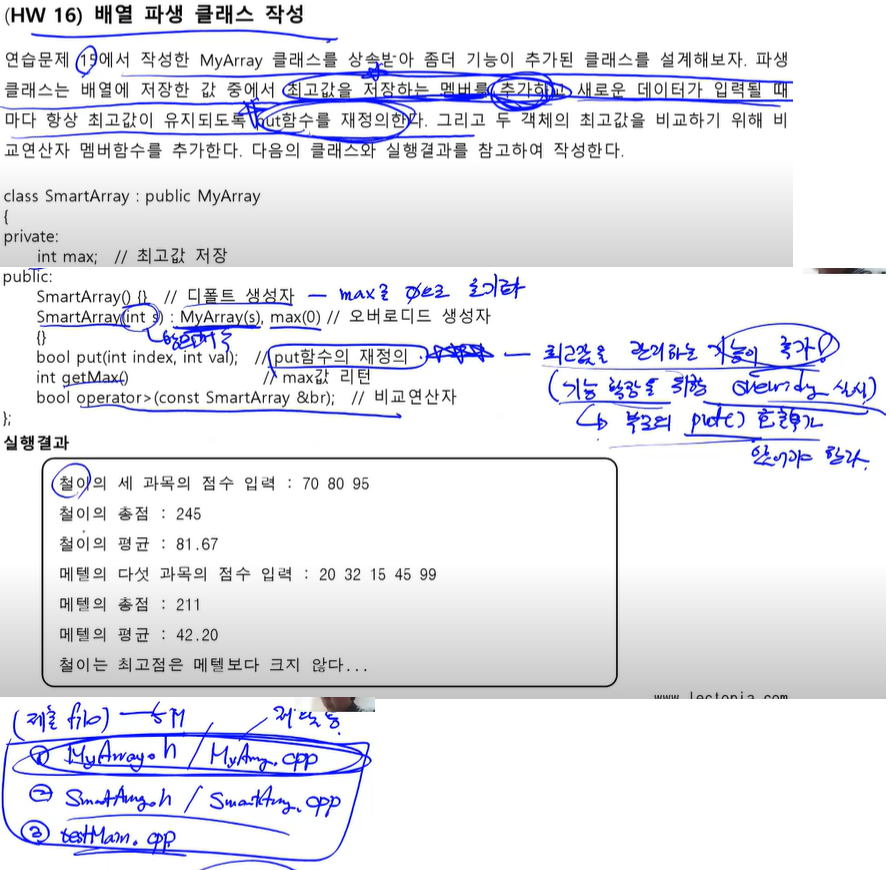 (HW 16) 배열 파생 클래스 작성
연습문제 15에서 작성한 MyArray 클래스를 상속받아 좀더 기능이 추가된 클래스를 설계해보자. 파생
클래스는 배열에 저장한 값 중에서 최고값을 저장하는 멤버를 추가하고 새로운 데이터가 입력될 때
마다 항상 최고값이 유지되도록 put함수를 재정의한다. 그리고 두 객체의 최고값을 비교하기 위해 비
교연산자 멤버함수를 추가한다. 다음의 클래스와 실행결과를 참고하여 작성한다.
class SmartArray : public MyArray
{
private:
int max; // 최고값 저장
public:
SmartArray() {} // 디폴트 생성자 – max를 0으로 초기화
SmartArray(int s) : MyArray(s), max(0) // 오버로디드 생성자
{}
bool put(int index, int val); // put함수의 재정의 – 최고값을 관리하는 기능이 추가!
int getMax() // max값 리턴 (기능 확장을 위한 overriding 실시)
bool operator>(const SmartArray &br); // 비교연산자 ↳ 부모의 put() 호출부가
}; 있어야 한다.
실행결과
철이의 세 과목의 점수 입력 : 70 80 95
철이의 총점 : 245
철이의 평균 : 81.67
메텔의 다섯 과목의 점수 입력 : 20 32 15 45 99
메텔의 총점 : 211
메텔의 평균 : 42.20
철이는 최고점은 메텔보다 크지 않다...
www.lectopia.com
(제출 file)
① MyArray.h / MyArray.cpp
② SmartArray.h / SmartArray.cpp
③ testMain.cpp